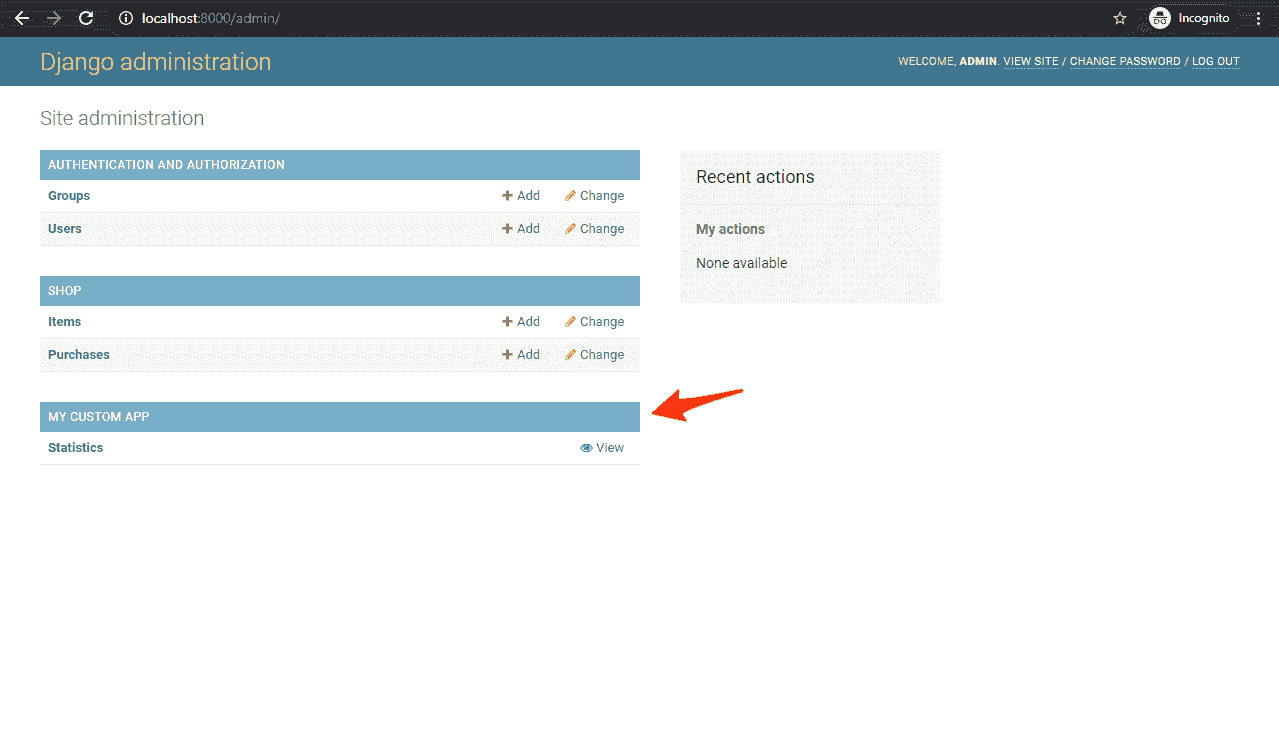 localhost:8000/admin/
Incognito
Django administration
WELCOME, ADMIN. VIEW SITE / CHANGE PASSWORD / LOG OUT
Site administration
AUTHENTICATION AND AUTHORIZATION
Groups Add Change
Users Add Change
SHOP
Items Add Change
Purchases Add Change
MY CUSTOM APP
Statistics View
Recent actions
My actions
None available